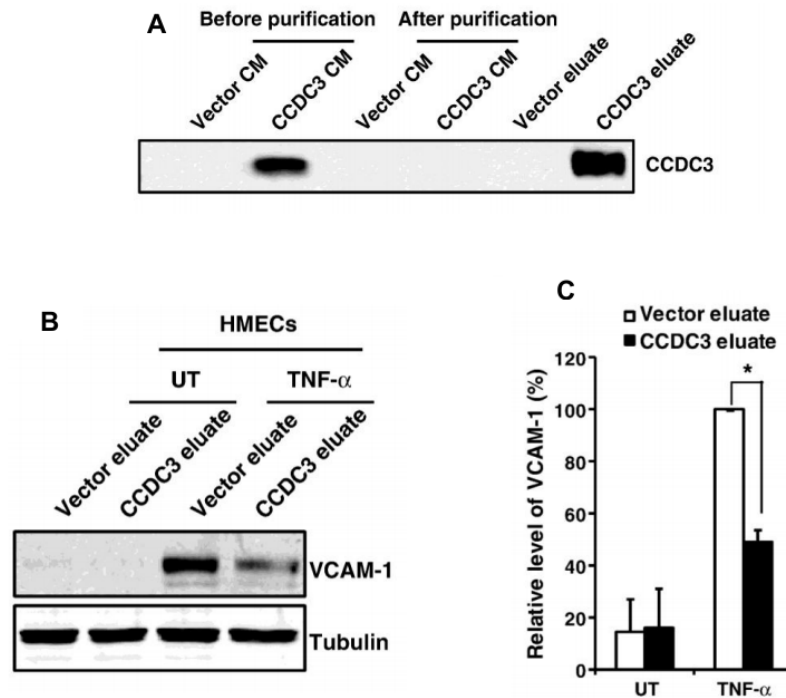 A
Before purification
After purification
Vector CM
CCDC3 CM
Vector CM
CCDC3 CM
Vector eluate
CCDC3 eluate
CCDC3
B
HMECs
UT
TNF-α
Vector eluate
CCDC3 eluate
Vector eluate
CCDC3 eluate
VCAM-1
Tubulin
C
Vector eluate
CCDC3 eluate
Relative level of VCAM-1 (%)
120
100
80
60
40
20
0
*
UT
TNF-α